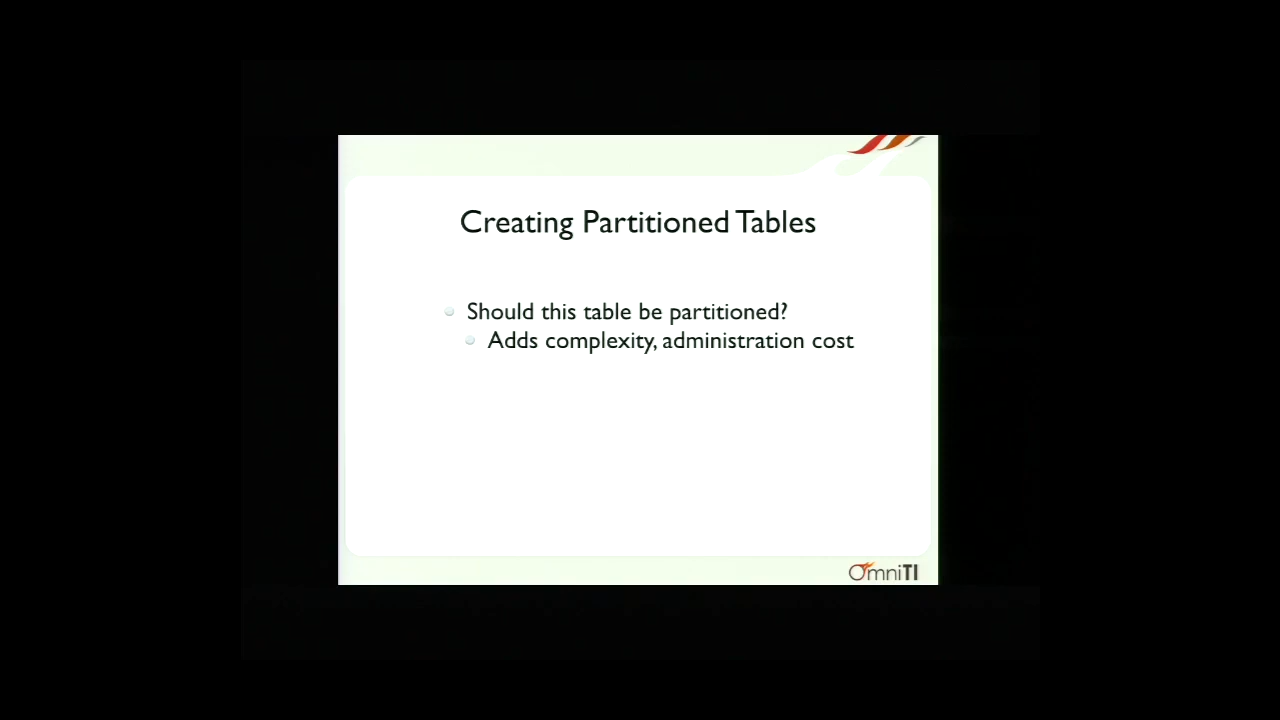 Creating Partitioned Tables
Should this table be partitioned?
Adds complexity, administration cost
OmniTI